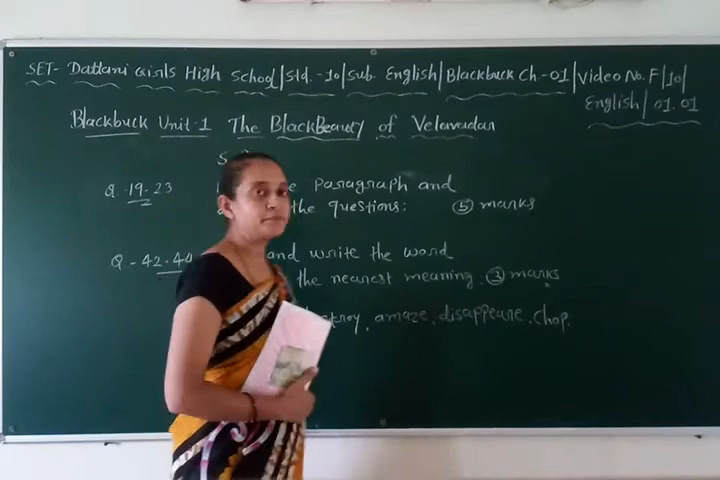 SET- Dattani Girls High School | Std.-10 | Sub. English | Blackbuck Ch.-01 | Video No. F | 10 |
English | 01.01
Blackbuck Unit-1 The BlackBeauty of Velavadar
Q. 19-23 Paragraph and
the questions: 5 marks
Q.-42-44 and write the word
the nearest meaning. 3 marks
amaze, disappeare, chop.